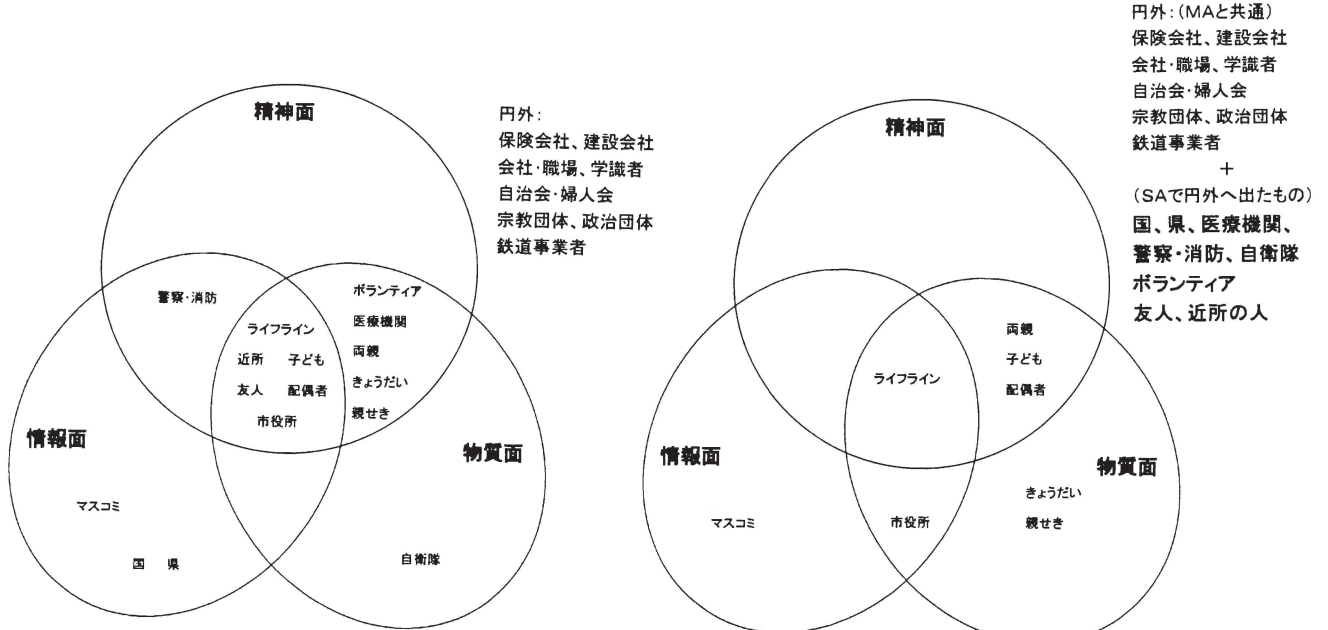 精神面
円外:
保険会社、建設会社
会社・職場、学識者
自治会・婦人会
宗教団体、政治団体
鉄道事業者
警察・消防
ボランティア
ライフライン
医療機関
近所 子ども
両親
友人 配偶者
きょうだい
市役所
親せき
情報面
物質面
マスコミ
国 県
自衛隊
円外:(MAと共通)
保険会社、建設会社
会社・職場、学識者
自治会・婦人会
宗教団体、政治団体
鉄道事業者
+
(SAで円外へ出たもの)
国、県、医療機関、
警察・消防、自衛隊
ボランティア
友人、近所の人
精神面
両親
子ども
ライフライン
配偶者
情報面
物質面
きょうだい
マスコミ
市役所
親せき